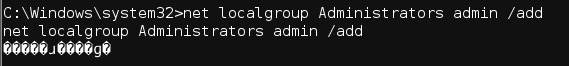 C:\Windows\system32>net localgroup Administrators admin /add
net localgroup Administrators admin /add